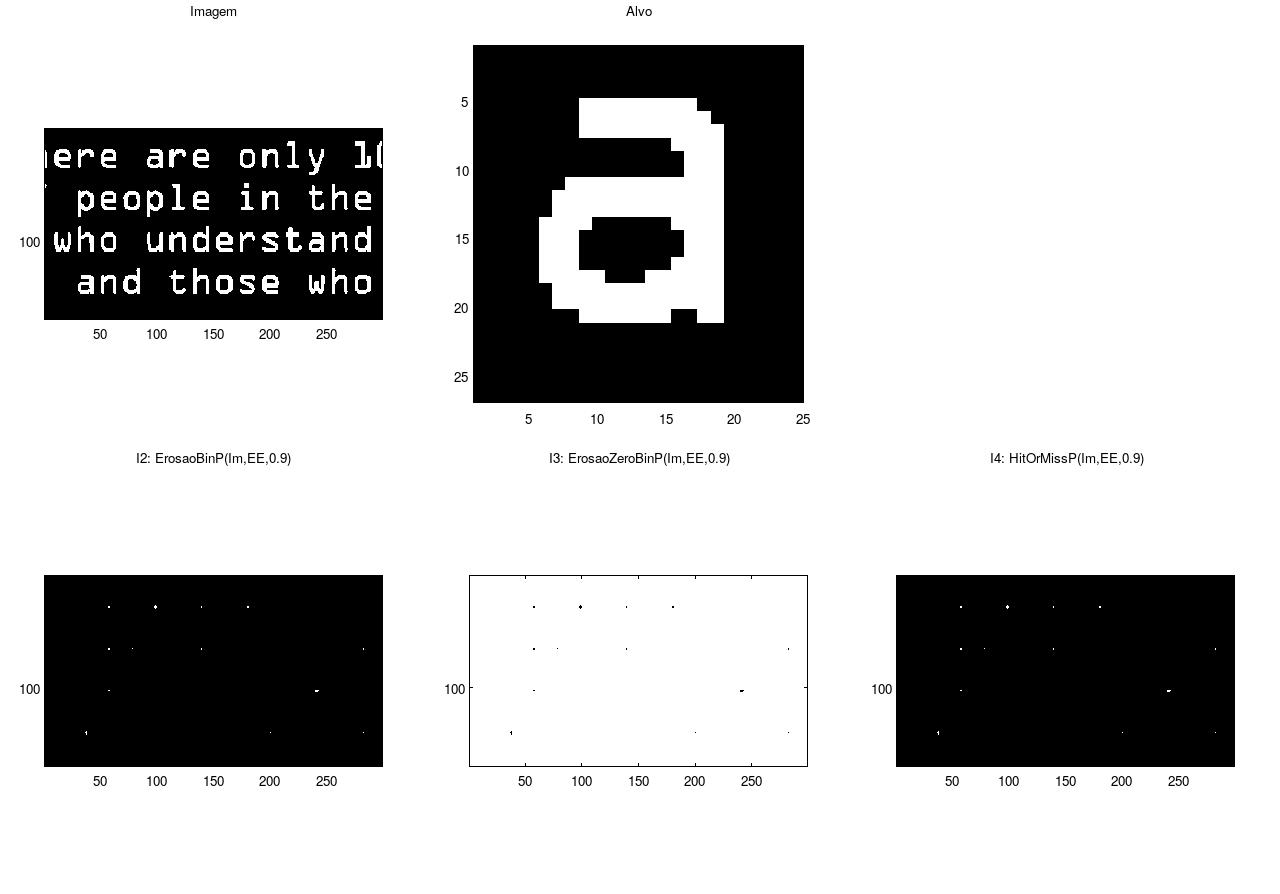 Imagem
Alvo
here are only 10
people in the
who understand
and those who
100
50 100 150 200 250
a
5
10
15
20
25
5 10 15 20 25
I2: ErosaoBinP(Im,EE,0.9)
I3: ErosaoZeroBinP(Im,EE,0.9)
I4: HitOrMissP(Im,EE,0.9)
100
50 100 150 200 250
100
50 100 150 200 250
100
50 100 150 200 250